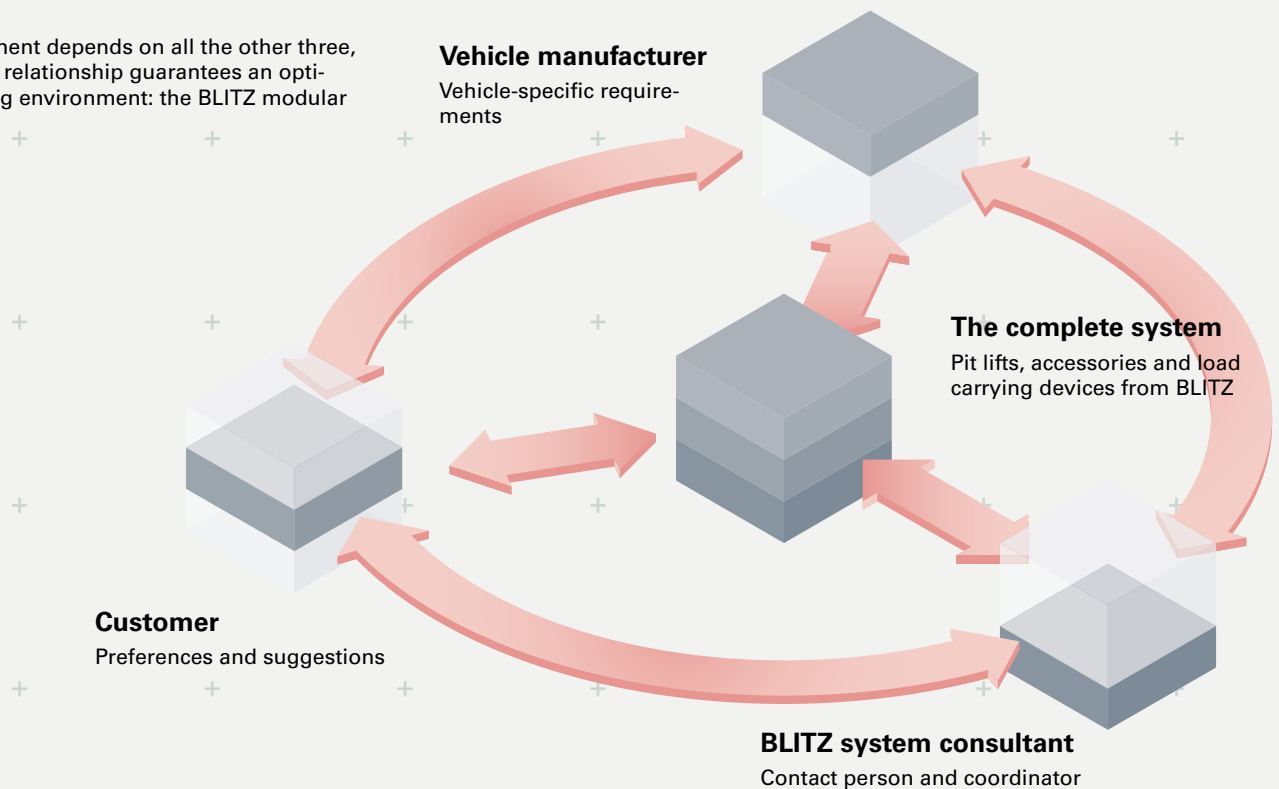 nent depends on all the other three,
relationship guarantees an opti-
g environment: the BLITZ modular
Vehicle manufacturer
Vehicle-specific require-
ments
The complete system
Pit lifts, accessories and load
carrying devices from BLITZ
Customer
Preferences and suggestions
BLITZ system consultant
Contact person and coordinator